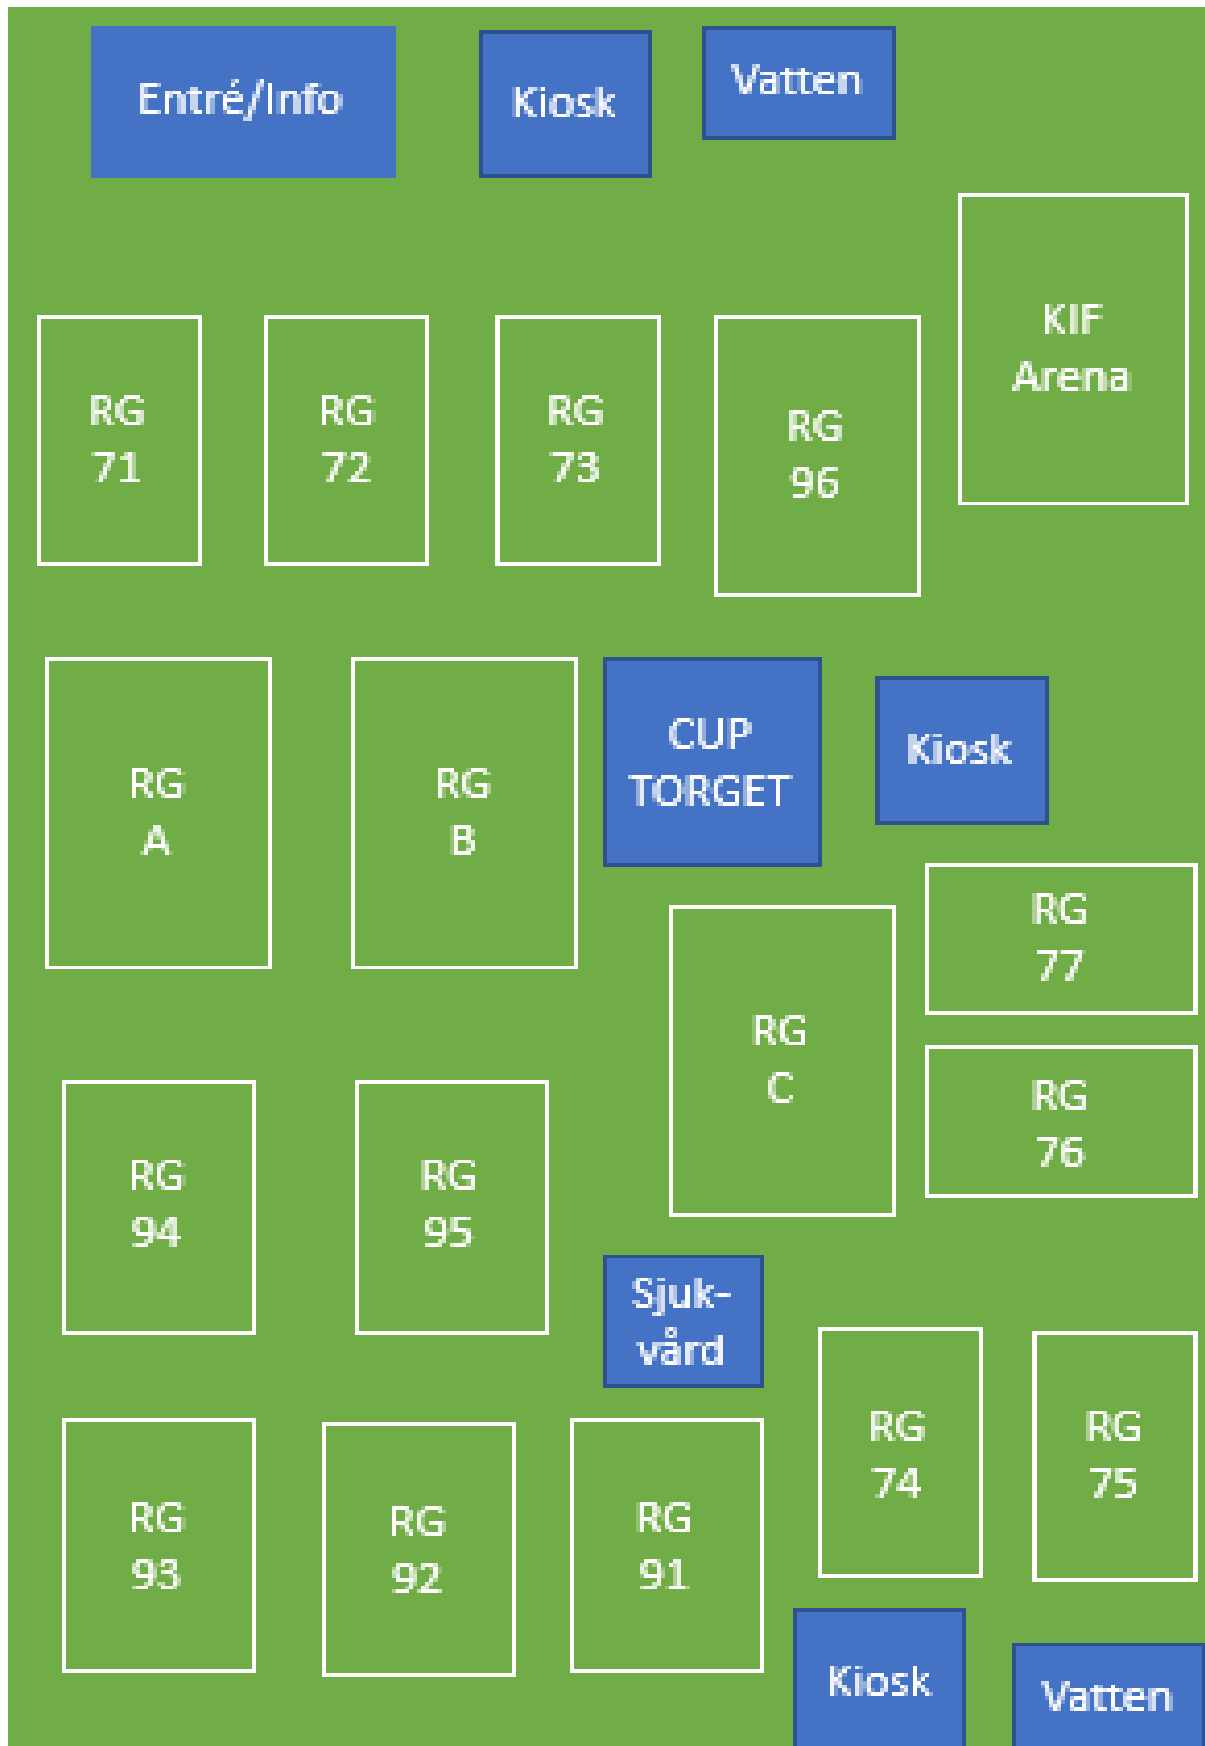 Entré/Info
Kiosk
Vatten
KIF
Arena
RG
71
RG
72
RG
73
RG
96
RG
A
RG
B
CUP
TORGET
Kiosk
RG
77
RG
C
RG
76
RG
94
RG
95
Sjuk-
vård
RG
74
RG
75
RG
93
RG
92
RG
91
Kiosk
Vatten